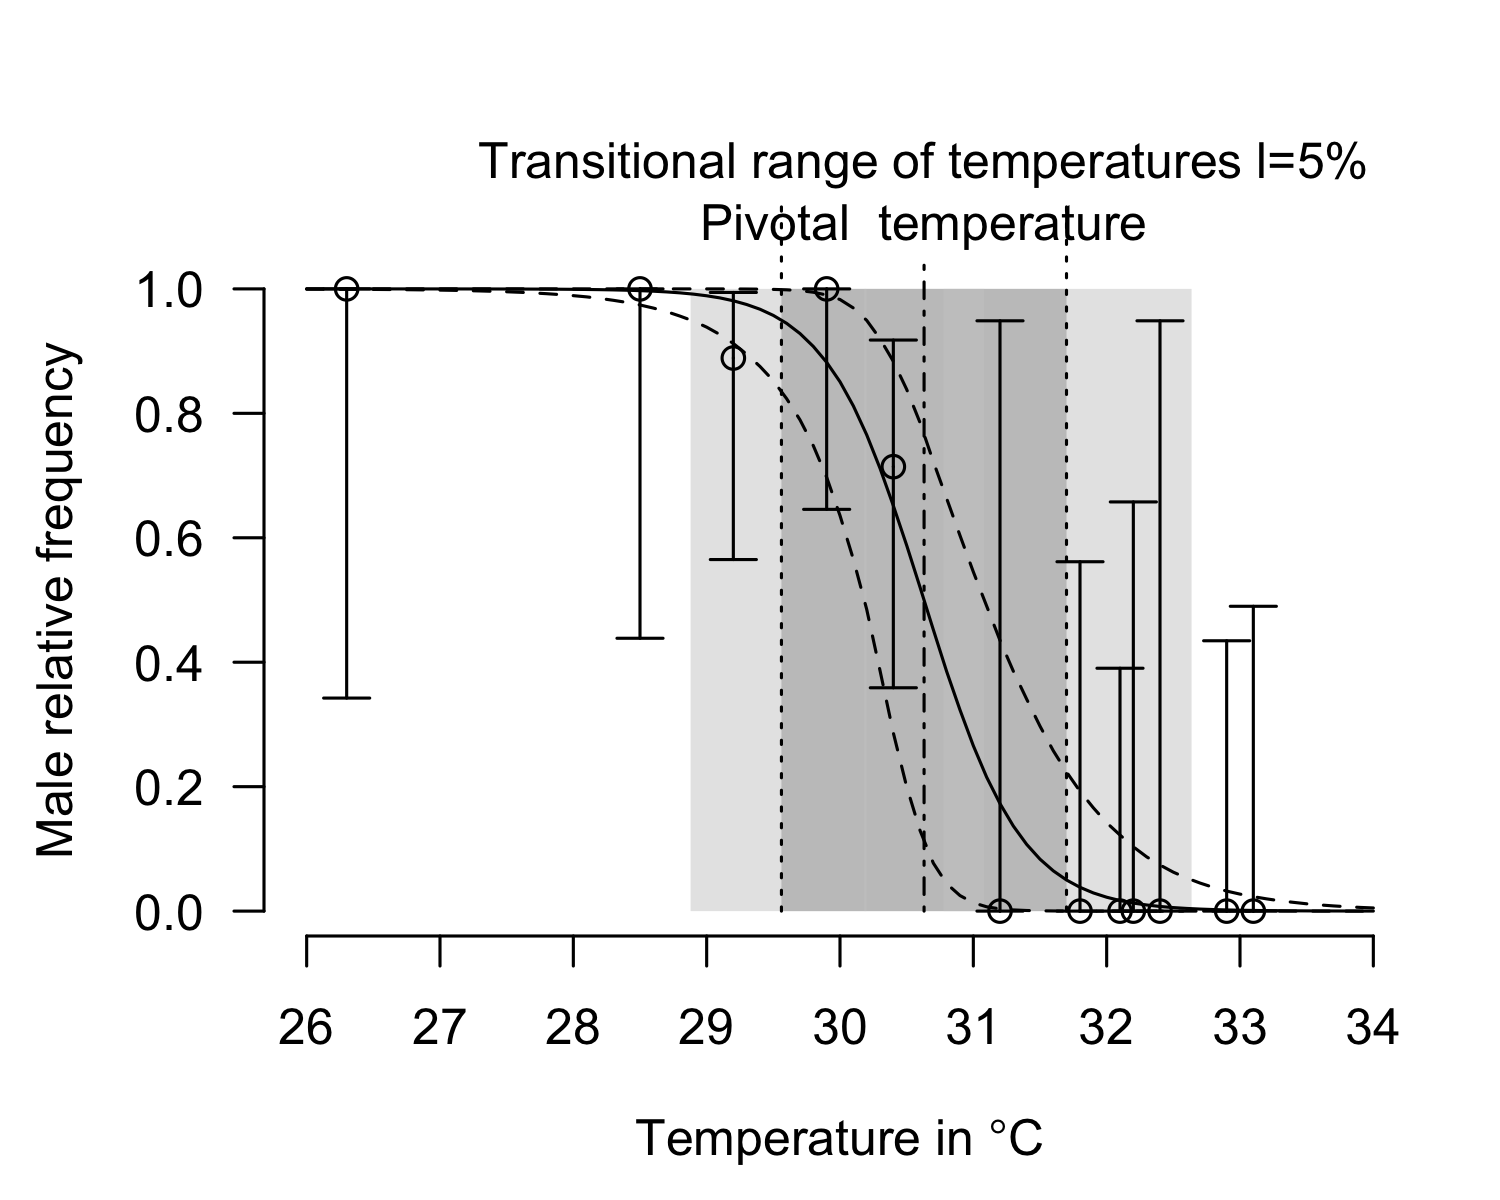 Transitional range of temperatures l=5%
Pivotal  temperature
1.0
0.8
0.6
0.4
0.2
0.0
Male relative frequency
26 27 28 29 30 31 32 33 34
Temperature in °C